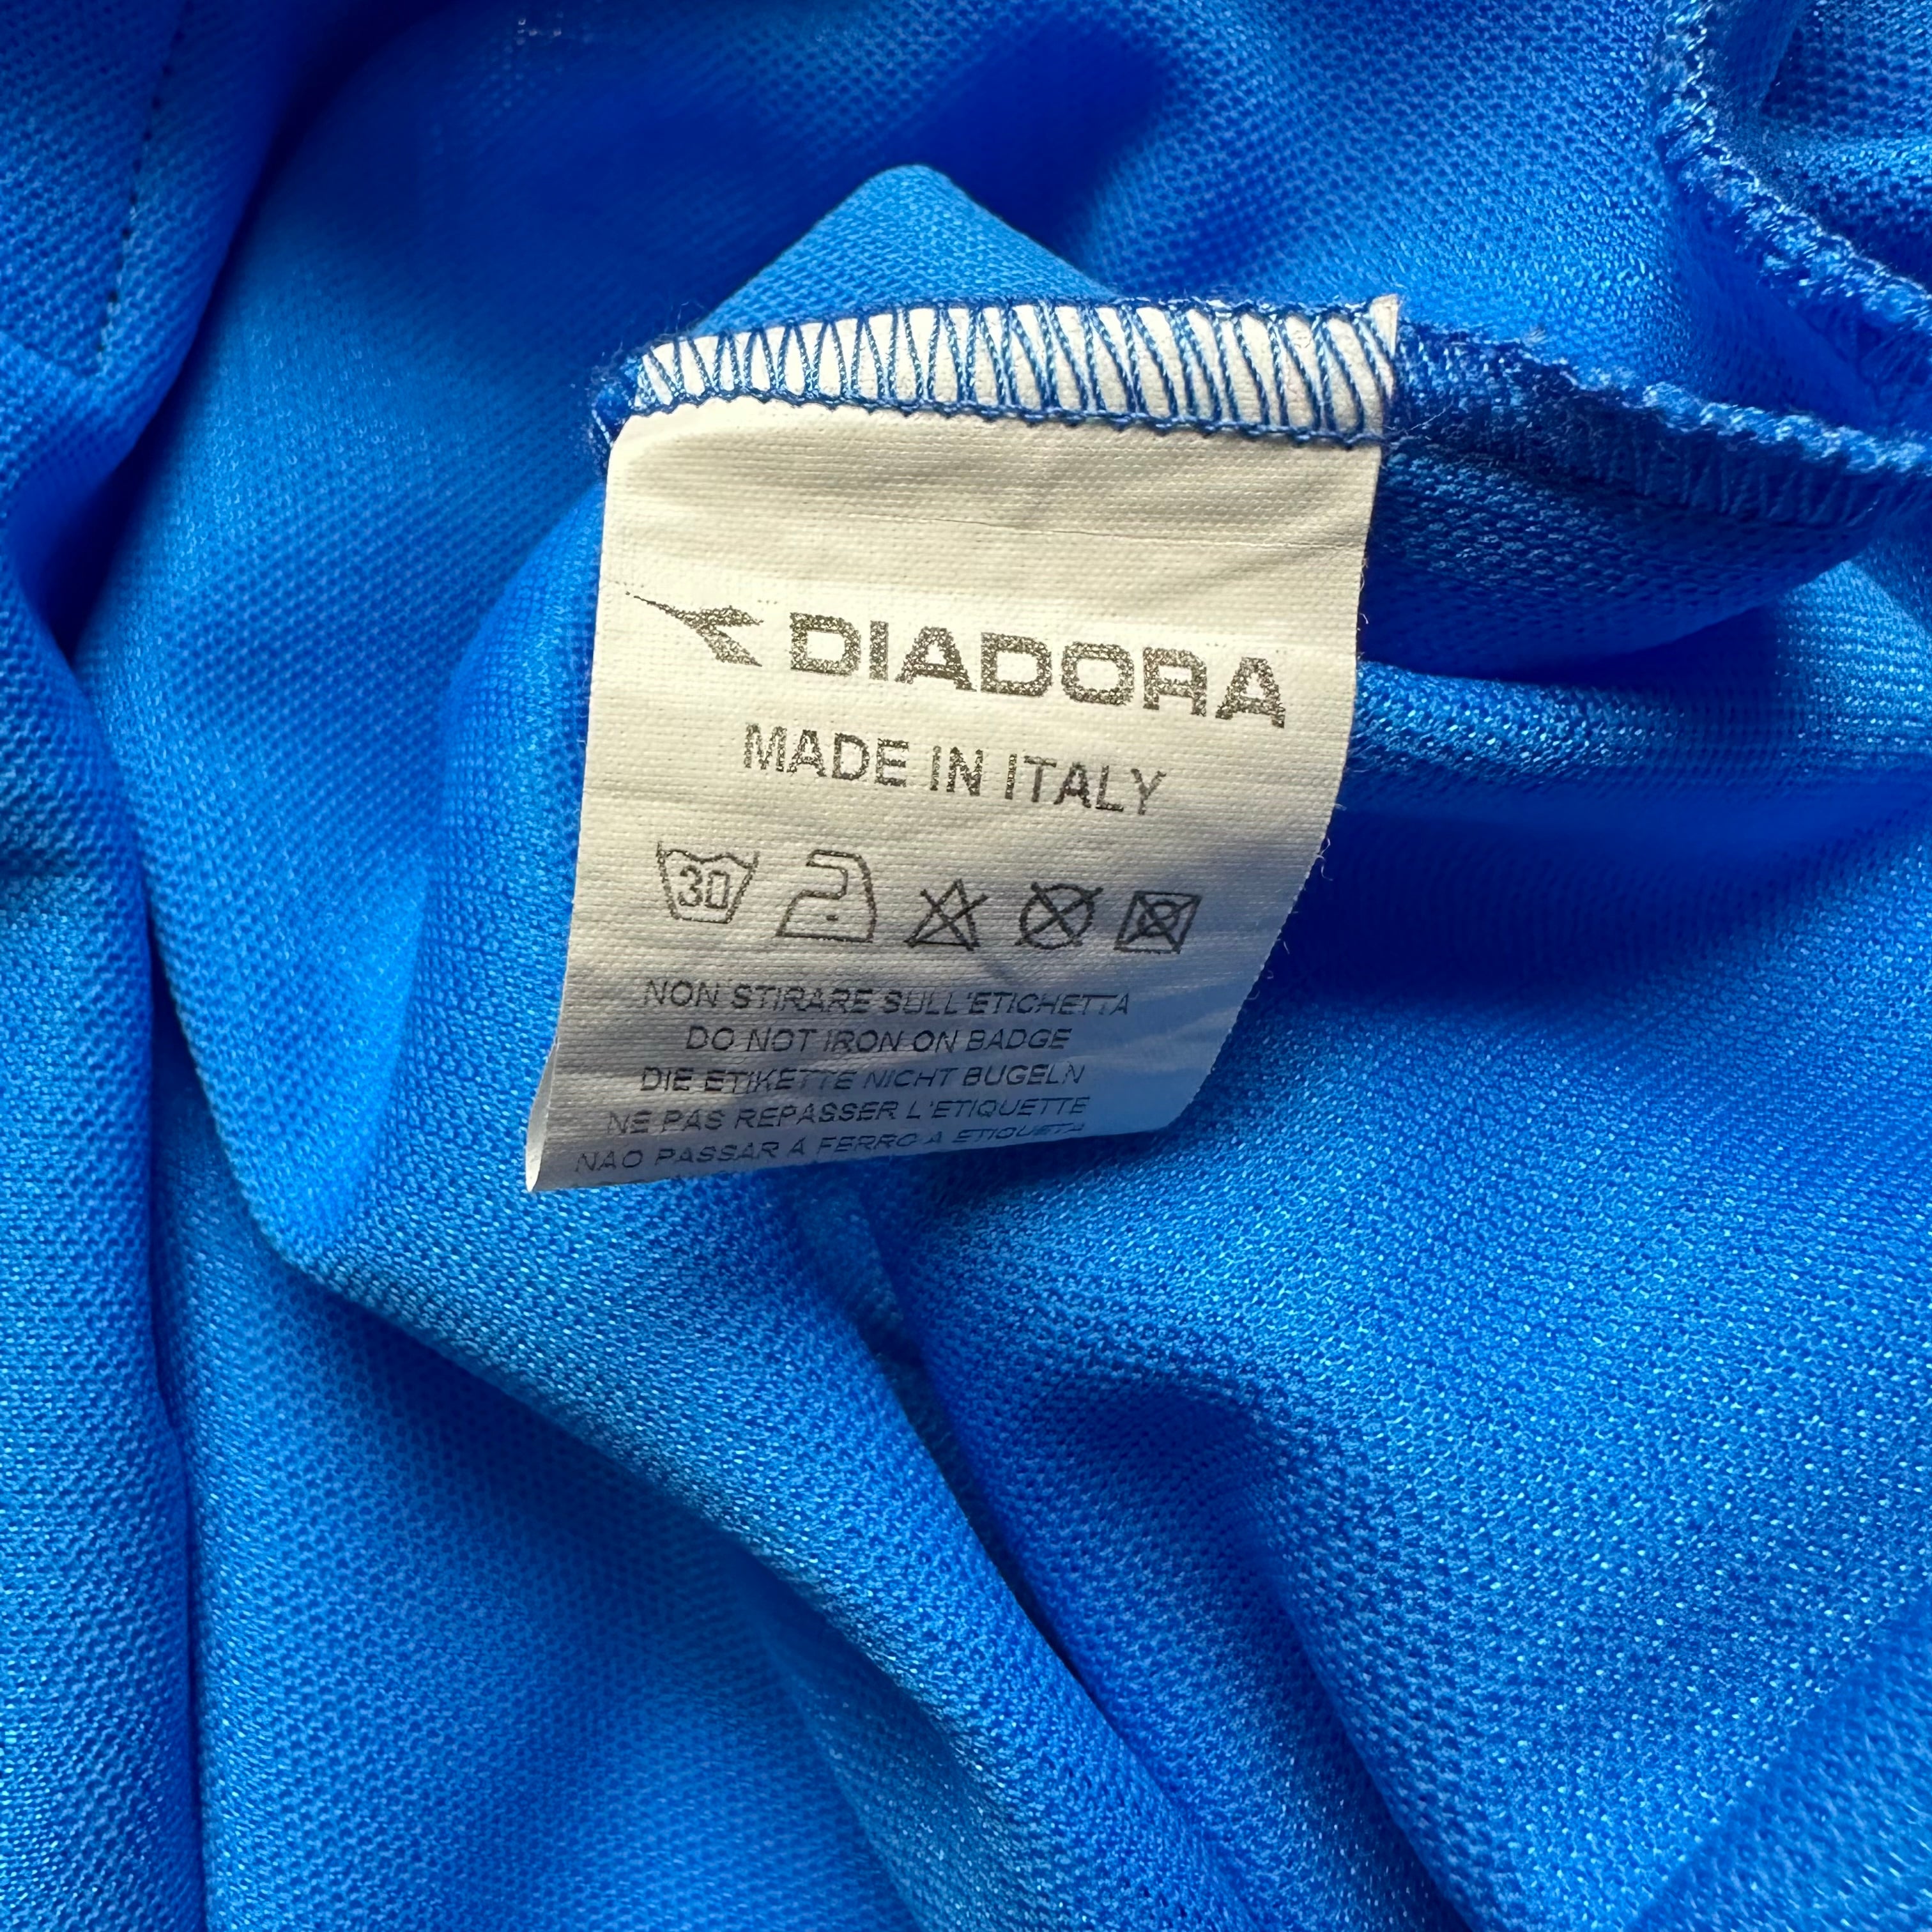 DIADORA
MADE IN ITALY
30
NON STIRARE SULL'ETICHETTA
DO NOT IRON ON BADGE
DIE ETIKETTE NICHT BUGELN
NE PAS REPASSER L'ETIQUETTE
NAO PASSAR A FERRO A ETIQUETA